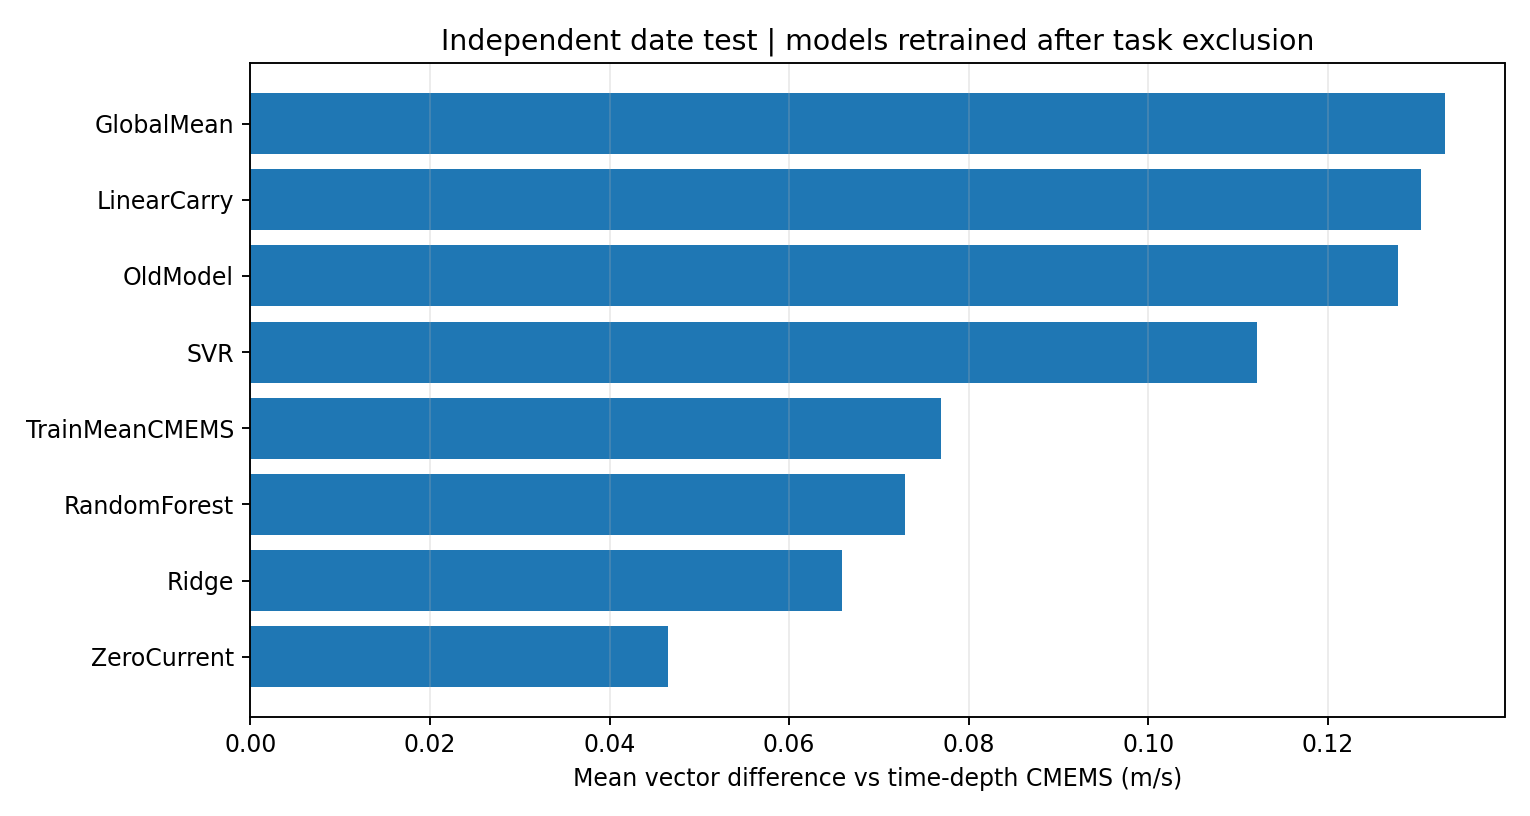 Independent date test | models retrained after task exclusion
GlobalMean
LinearCarry
OldModel
SVR
TrainMeanCMEMS
RandomForest
Ridge
ZeroCurrent
0.00 0.02 0.04 0.06 0.08 0.10 0.12
Mean vector difference vs time-depth CMEMS (m/s)